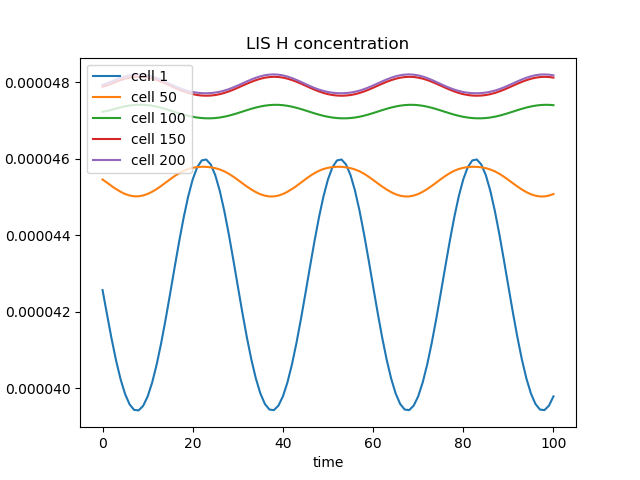 LIS H concentration
0.000048
0.000046
0.000044
0.000042
0.000040
cell 1
cell 50
cell 100
cell 150
cell 200
0 20 40 60 80 100
time